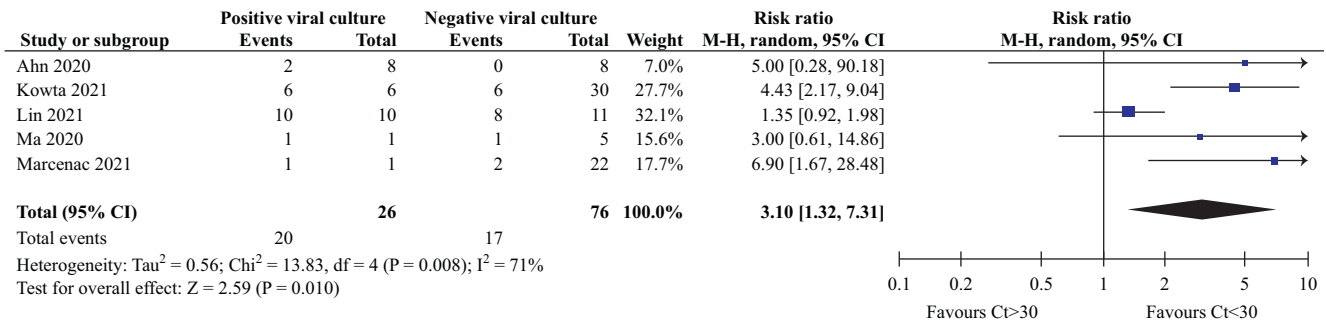 Positive viral culture Negative viral culture Risk ratio Risk ratio
Study or subgroup Events Total Events Total Weight M-H, random, 95% CI M-H, random, 95% CI
Ahn 2020 2 8 0 8 7.0% 5.00 [0.28, 90.18]
Kowta 2021 6 6 6 30 27.7% 4.43 [2.17, 9.04]
Lin 2021 10 10 8 11 32.1% 1.35 [0.92, 1.98]
Ma 2020 1 1 1 5 15.6% 3.00 [0.61, 14.86]
Marcenac 2021 1 1 2 22 17.7% 6.90 [1.67, 28.48]
Total (95% CI) 26 76 100.0% 3.10 [1.32, 7.31]
Total events 20 17
Heterogeneity: Tau² = 0.56; Chi² = 13.83, df = 4 (P = 0.008); I² = 71%
Test for overall effect: Z = 2.59 (P = 0.010)
0.1 0.2 0.5 1 2 5 10
Favours Ct>30 Favours Ct<30